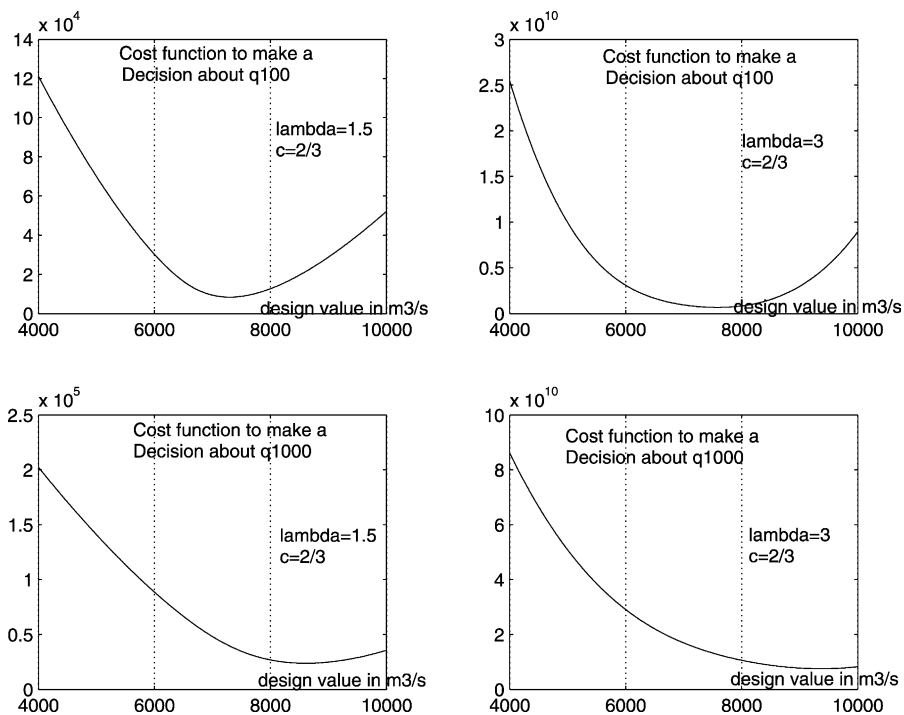 x 10^4
14
12
10
8
6
4
2
0
4000 6000 8000 10000
Cost function to make a
Decision about q100
lambda=1.5
c=2/3
design value in m3/s
x 10^10
3
2.5
2
1.5
1
0.5
0
4000 6000 8000 10000
Cost function to make a
Decision about q100
lambda=3
c=2/3
design value in m3/s
x 10^5
2.5
2
1.5
1
0.5
0
4000 6000 8000 10000
Cost function to make a
Decision about q1000
lambda=1.5
c=2/3
design value in m3/s
x 10^10
10
8
6
4
2
0
4000 6000 8000 10000
Cost function to make a
Decision about q1000
lambda=3
c=2/3
design value in m3/s